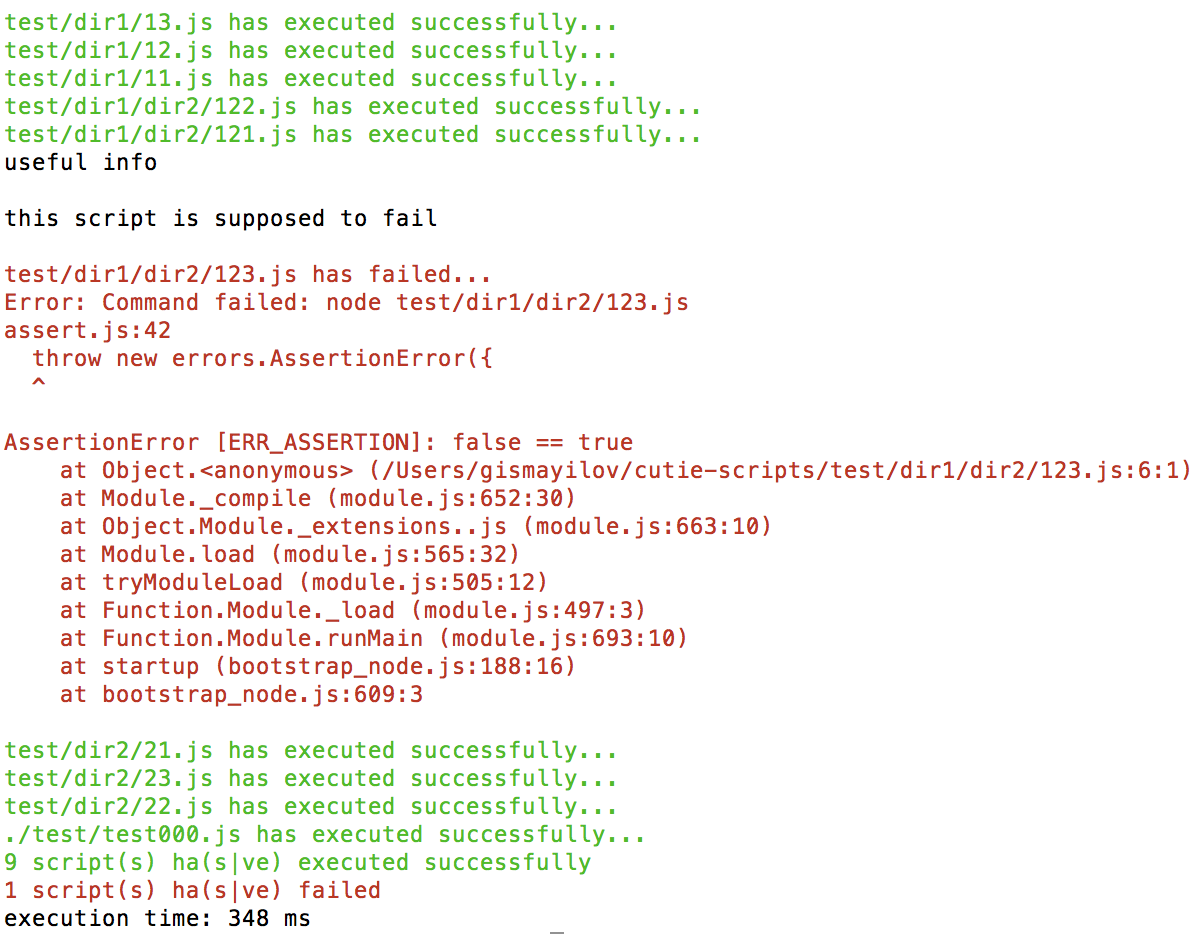 test/dir1/13.js has executed successfully...
test/dir1/12.js has executed successfully...
test/dir1/11.js has executed successfully...
test/dir1/dir2/122.js has executed successfully...
test/dir1/dir2/121.js has executed successfully...
useful info

this script is supposed to fail

test/dir1/dir2/123.js has failed...
Error: Command failed: node test/dir1/dir2/123.js
assert.js:42
  throw new errors.AssertionError({
  ^

AssertionError [ERR_ASSERTION]: false == true
    at Object.<anonymous> (/Users/gismayilov/cutie-scripts/test/dir1/dir2/123.js:6:1)
    at Module._compile (module.js:652:30)
    at Object.Module._extensions..js (module.js:663:10)
    at Module.load (module.js:565:32)
    at tryModuleLoad (module.js:505:12)
    at Function.Module._load (module.js:497:3)
    at Function.Module.runMain (module.js:693:10)
    at startup (bootstrap_node.js:188:16)
    at bootstrap_node.js:609:3

test/dir2/21.js has executed successfully...
test/dir2/23.js has executed successfully...
test/dir2/22.js has executed successfully...
./test/test000.js has executed successfully...
9 script(s) ha(s|ve) executed successfully
1 script(s) ha(s|ve) failed
execution time: 348 ms